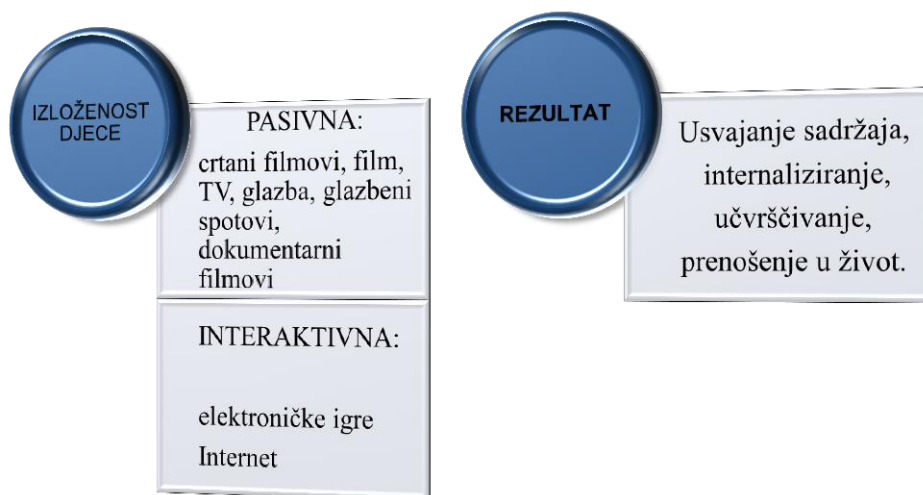 IZLOŽENOST
DJECE
PASIVNA:
crtani filmovi, film,
TV, glazba, glazbeni
spotovi,
dokumentarni
filmovi
INTERAKTIVNA:
elektroničke igre
Internet
REZULTAT
Usvajanje sadržaja,
internaliziranje,
učvrščivanje,
prenošenje u život.